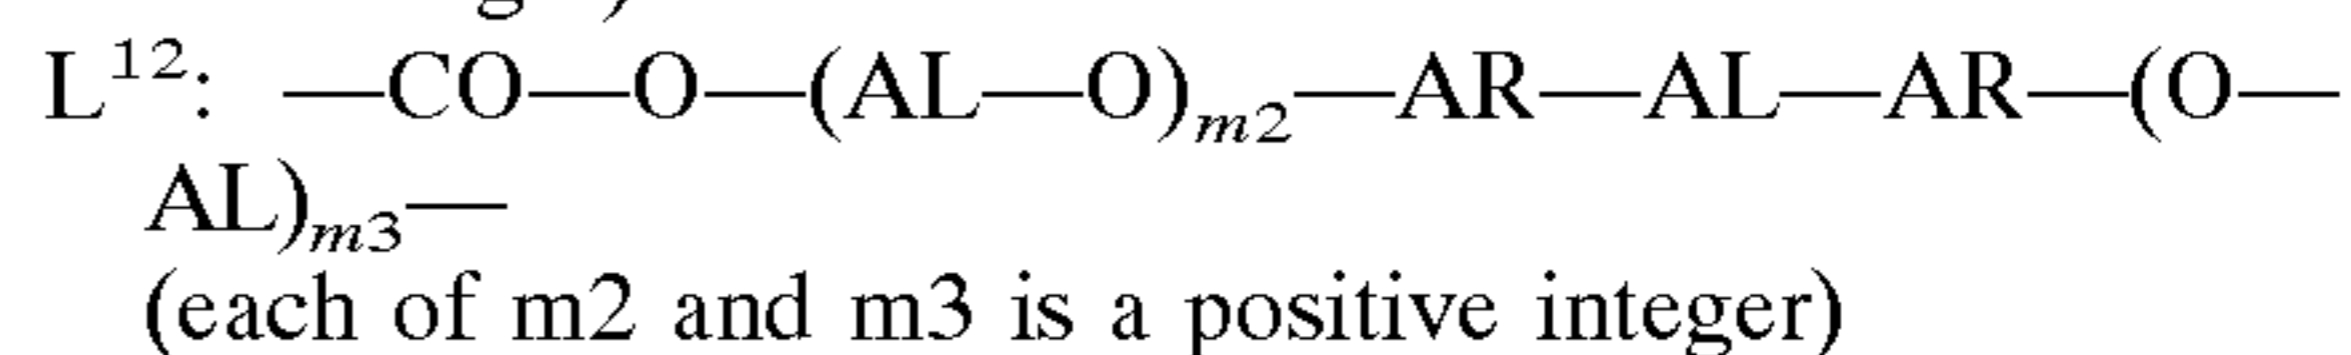 L¹²: —CO—O—(AL—O)ₘ₂—AR—AL—AR—(O—
AL)ₘ₃—
(each of m2 and m3 is a positive integer)